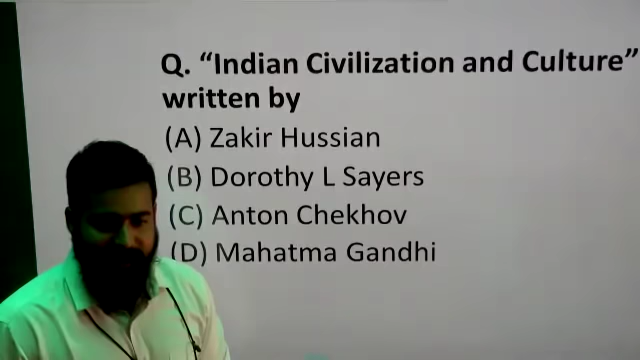 Q. “Indian Civilization and Culture”
written by
(A) Zakir Hussian
(B) Dorothy L Sayers
(C) Anton Chekhov
(D) Mahatma Gandhi